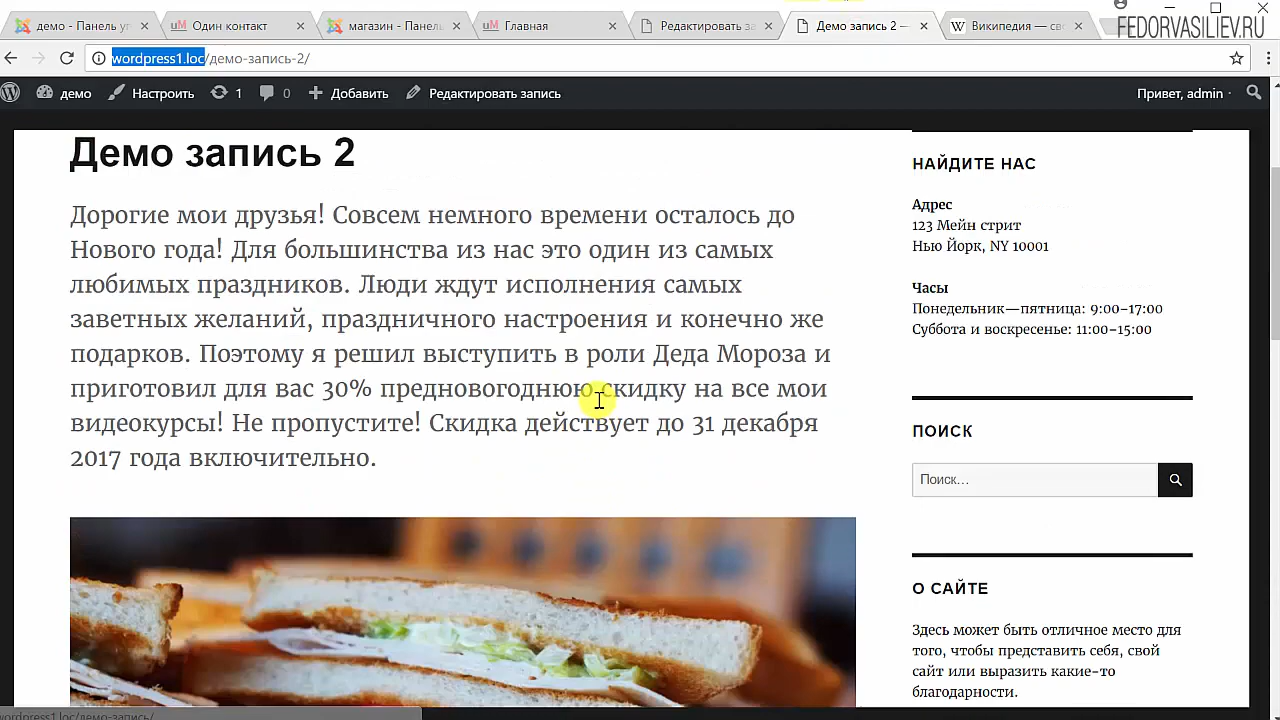 демо - Панель у
Один контакт
магазин - Панель
Главная
Редактировать за
Демо запись 2 —
Википедия — св
FEDORVASILIEV.RU
wordpress1.loc/демо-запись-2/
демо
Настроить
1
0
Добавить
Редактировать запись
Привет, admin
Демо запись 2
Дорогие мои друзья! Совсем немного времени осталось до
Нового года! Для большинства из нас это один из самых
любимых праздников. Люди ждут исполнения самых
заветных желаний, праздничного настроения и конечно же
подарков. Поэтому я решил выступить в роли Деда Мороза и
приготовил для вас 30% предновогоднюю скидку на все мои
видеокурсы! Не пропустите! Скидка действует до 31 декабря
2017 года включительно.
НАЙДИТЕ НАС
Адрес
123 Мейн стрит
Нью Йорк, NY 10001
Часы
Понедельник—пятница: 9:00–17:00
Суббота и воскресенье: 11:00–15:00
ПОИСК
Поиск…
О САЙТЕ
Здесь может быть отличное место для
того, чтобы представить себя, свой
сайт или выразить какие-то
благодарности.
wordpress1.loc/демо-запись/